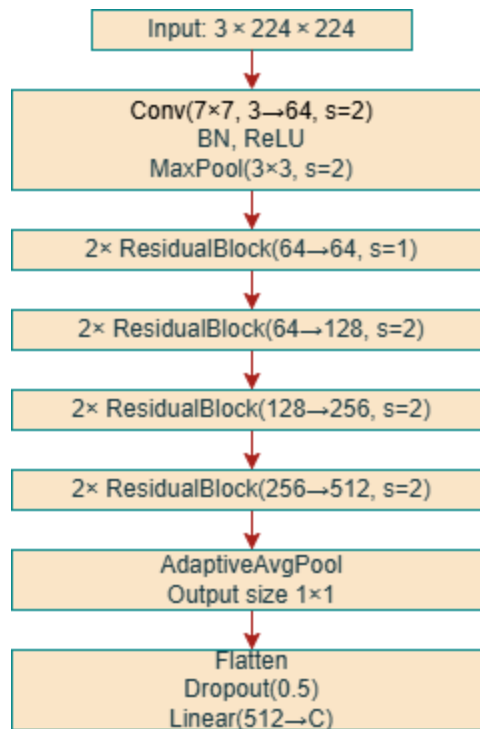 Input: 3 × 224 × 224
Conv(7×7, 3→64, s=2)
BN, ReLU
MaxPool(3×3, s=2)
2× ResidualBlock(64→64, s=1)
2× ResidualBlock(64→128, s=2)
2× ResidualBlock(128→256, s=2)
2× ResidualBlock(256→512, s=2)
AdaptiveAvgPool
Output size 1×1
Flatten
Dropout(0.5)
Linear(512→C)